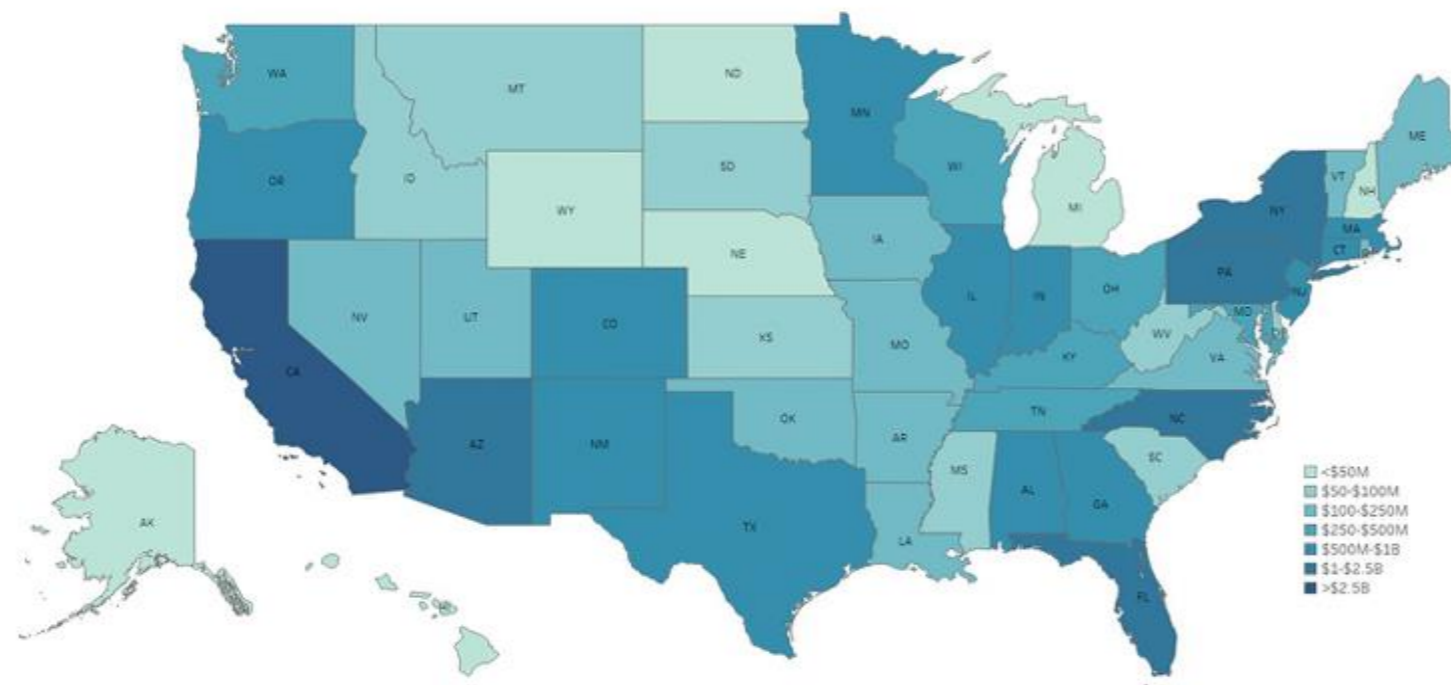 WA
MT
ND
MN
ME
OR
ID
SD
WI
VT
NH
WY
MI
NY
MA
CT
NE
IA
PA
NV
UT
CO
IL
IN
OH
NJ
MD
KS
MO
KY
WV
VA
CA
AZ
NM
OK
AR
TN
NC
MS
AL
GA
SC
TX
LA
FL
AK
<$50M
$50-$100M
$100-$250M
$250-$500M
$500M-$1B
$1-$2.5B
>$2.5B